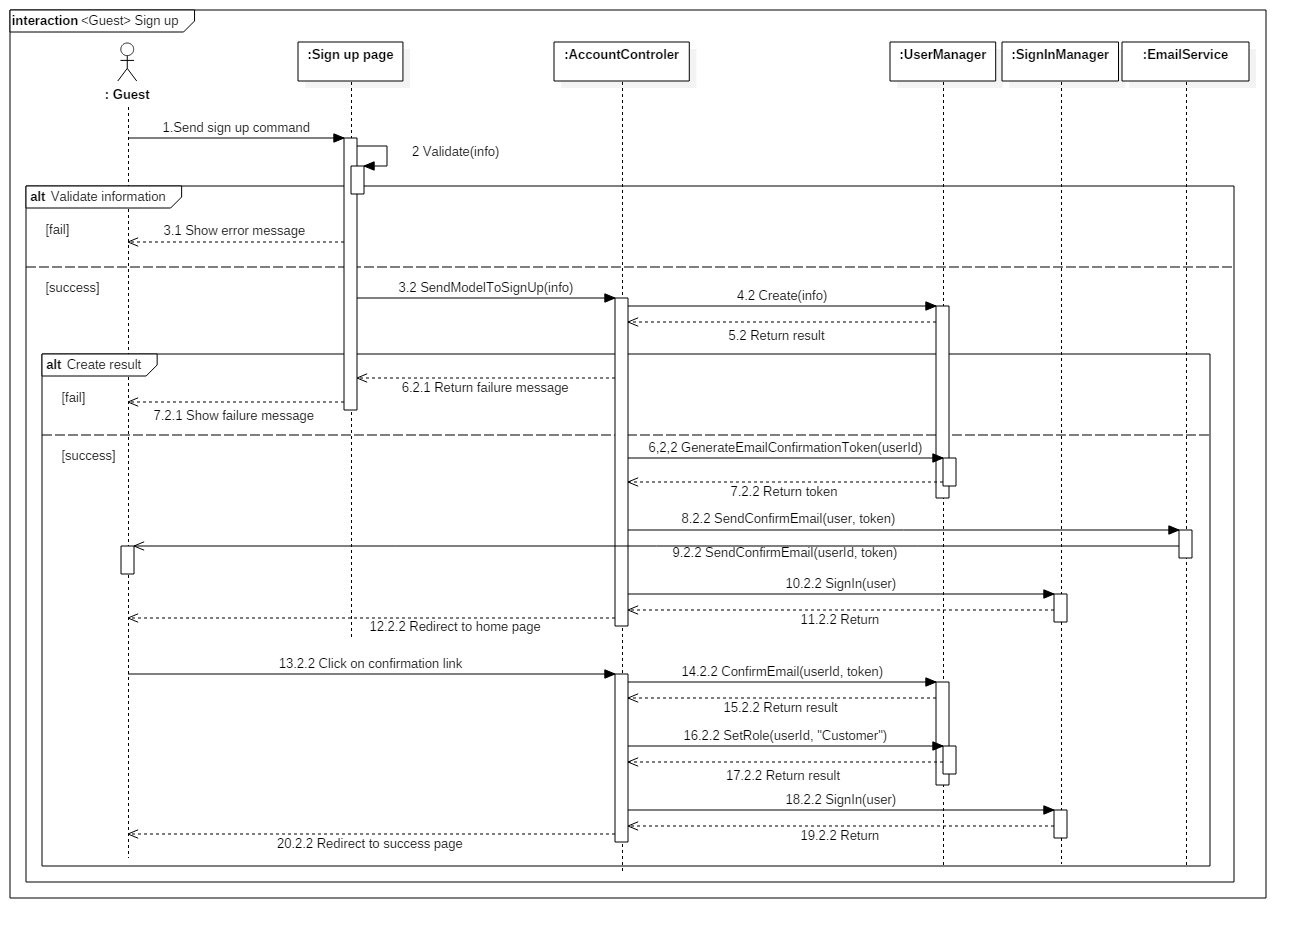 interaction <Guest> Sign up
:Sign up page
:AccountControler
:UserManager
:SignInManager
:EmailService
: Guest
1.Send sign up command
2 Validate(info)
alt Validate information
[fail]
3.1 Show error message
[success]
3.2 SendModelToSignUp(info)
4.2 Create(info)
5.2 Return result
alt Create result
6.2.1 Return failure message
[fail]
7.2.1 Show failure message
[success]
6,2,2 GenerateEmailConfirmationToken(userId)
7.2.2 Return token
8.2.2 SendConfirmEmail(user, token)
9.2.2 SendConfirmEmail(userId, token)
10.2.2 SignIn(user)
11.2.2 Return
12.2.2 Redirect to home page
13.2.2 Click on confirmation link
14.2.2 ConfirmEmail(userId, token)
15.2.2 Return result
16.2.2 SetRole(userId, "Customer")
17.2.2 Return result
18.2.2 SignIn(user)
19.2.2 Return
20.2.2 Redirect to success page